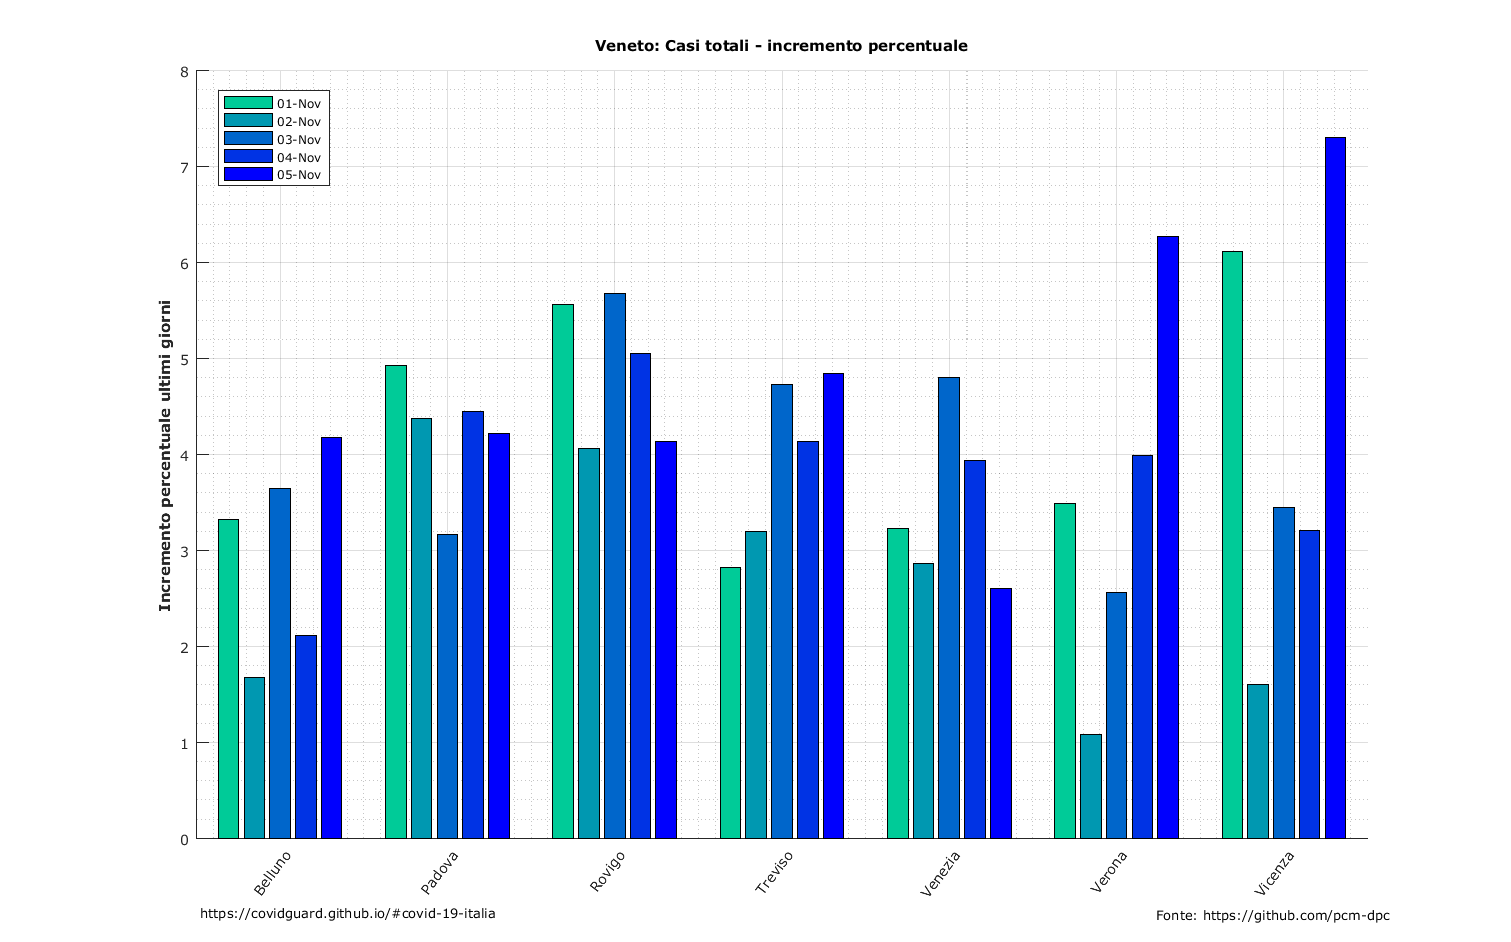 Veneto: Casi totali - incremento percentuale
8
7
6
5
4
3
2
1
0
Incremento percentuale ultimi giorni
01-Nov
02-Nov
03-Nov
04-Nov
05-Nov
Belluno
Padova
Rovigo
Treviso
Venezia
Verona
Vicenza
https://covidguard.github.io/#covid-19-italia
Fonte: https://github.com/pcm-dpc